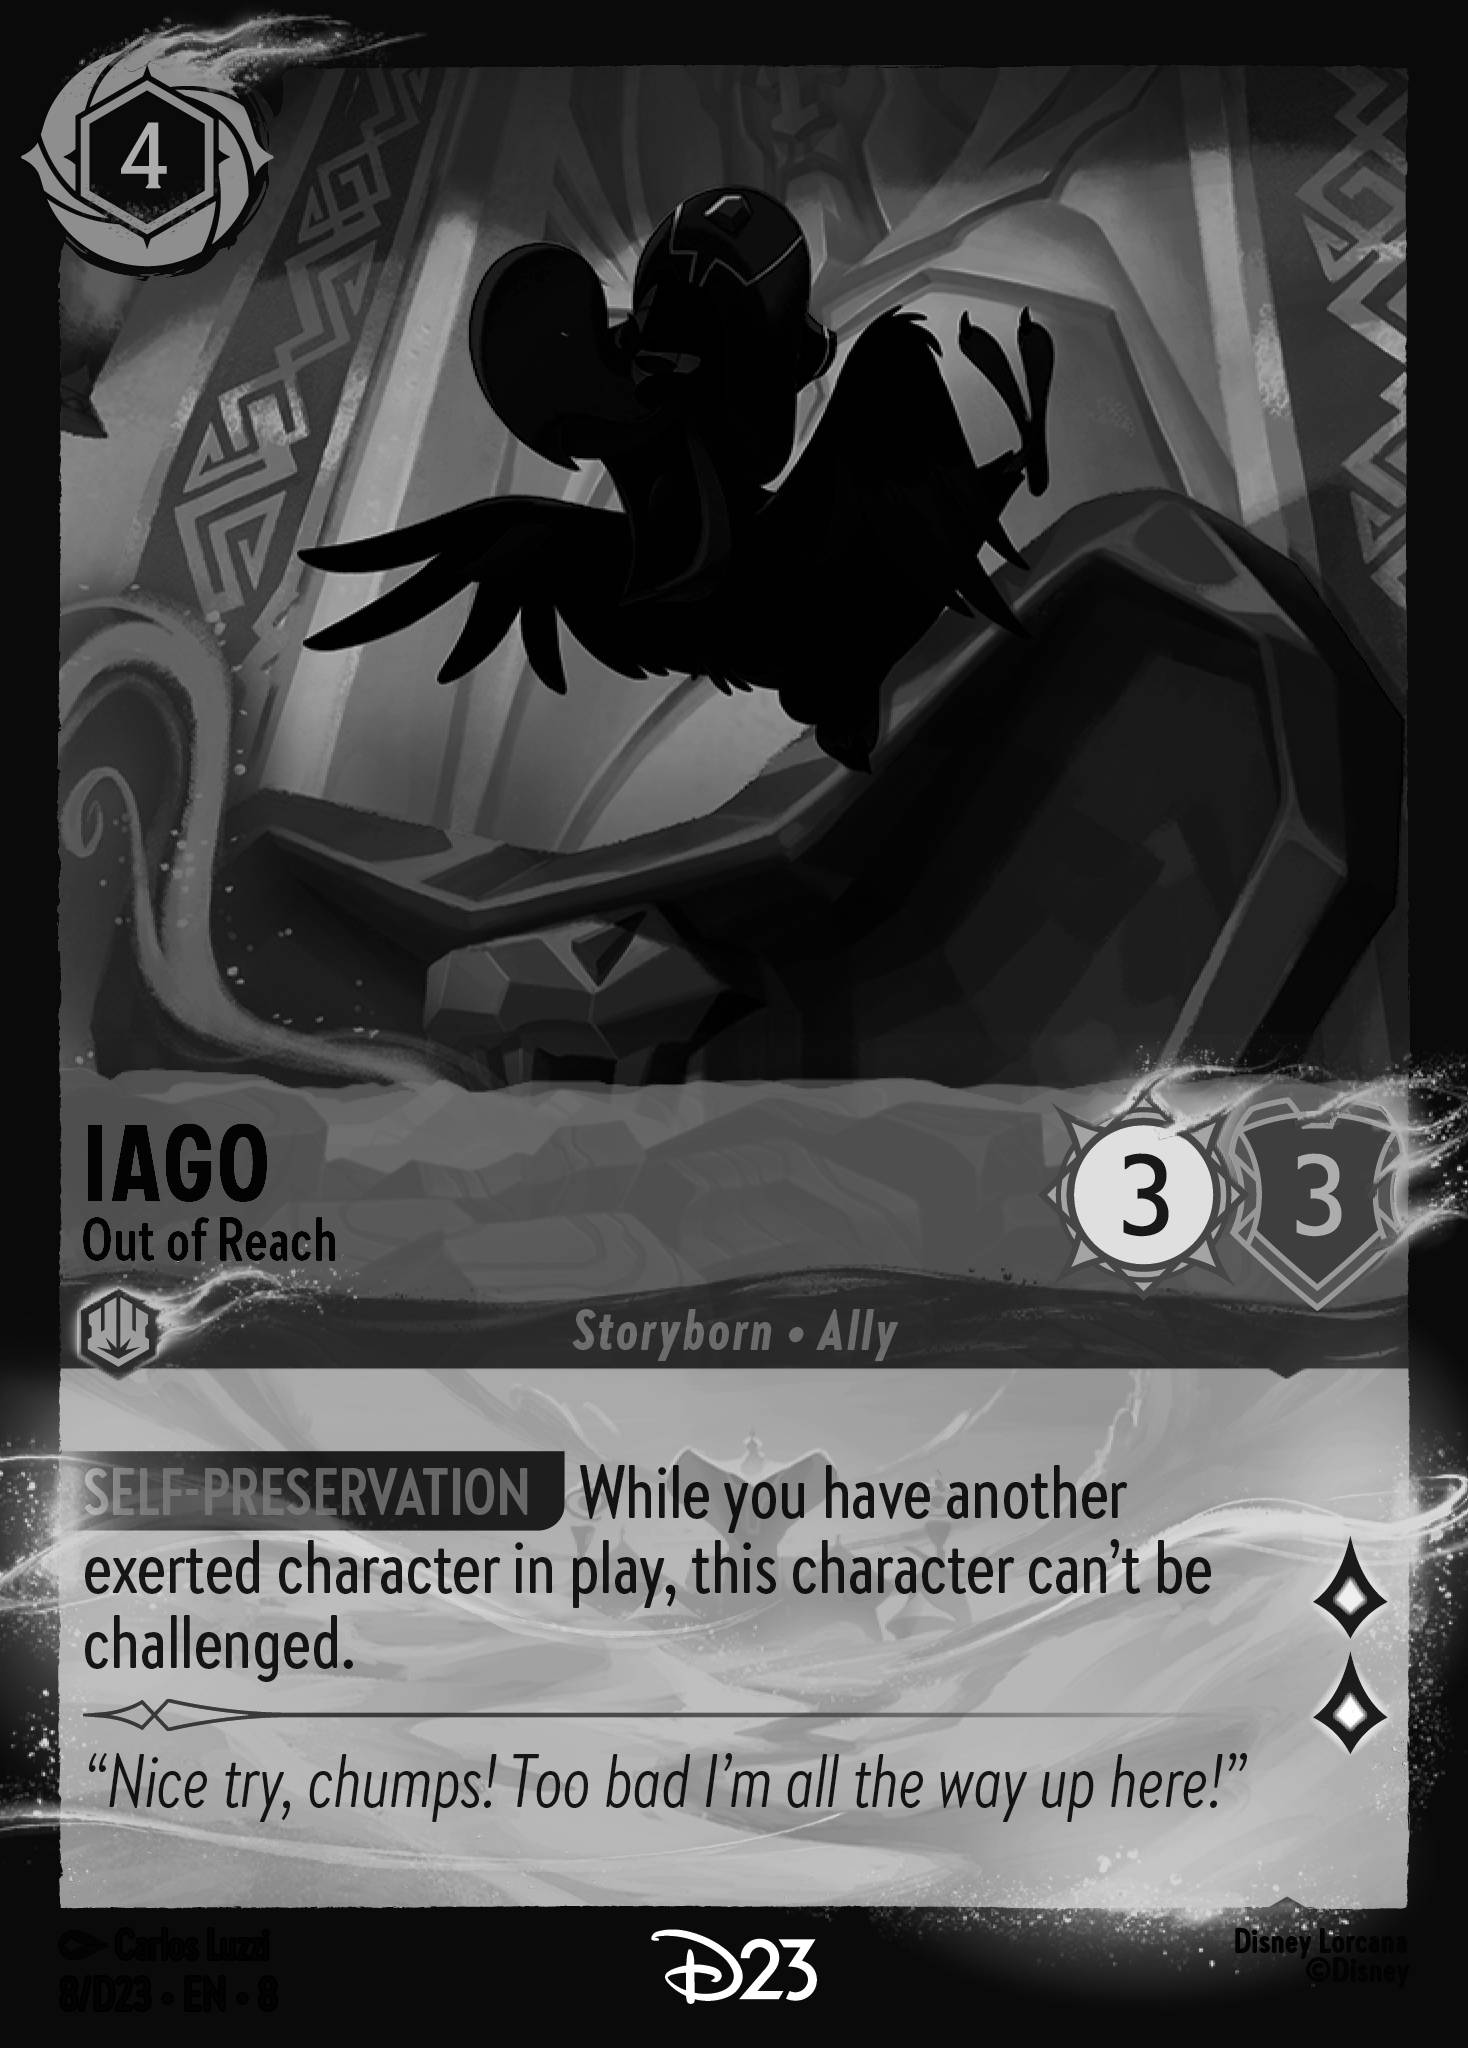 4
IAGO
Out of Reach
3
3
Storyborn • Ally
SELF-PRESERVATION While you have another
exerted character in play, this character can't be
challenged.
“Nice try, chumps! Too bad I'm all the way up here!”
Carlos Luzzi
8/D23 • EN • 8
D23
Disney Lorcana
©Disney